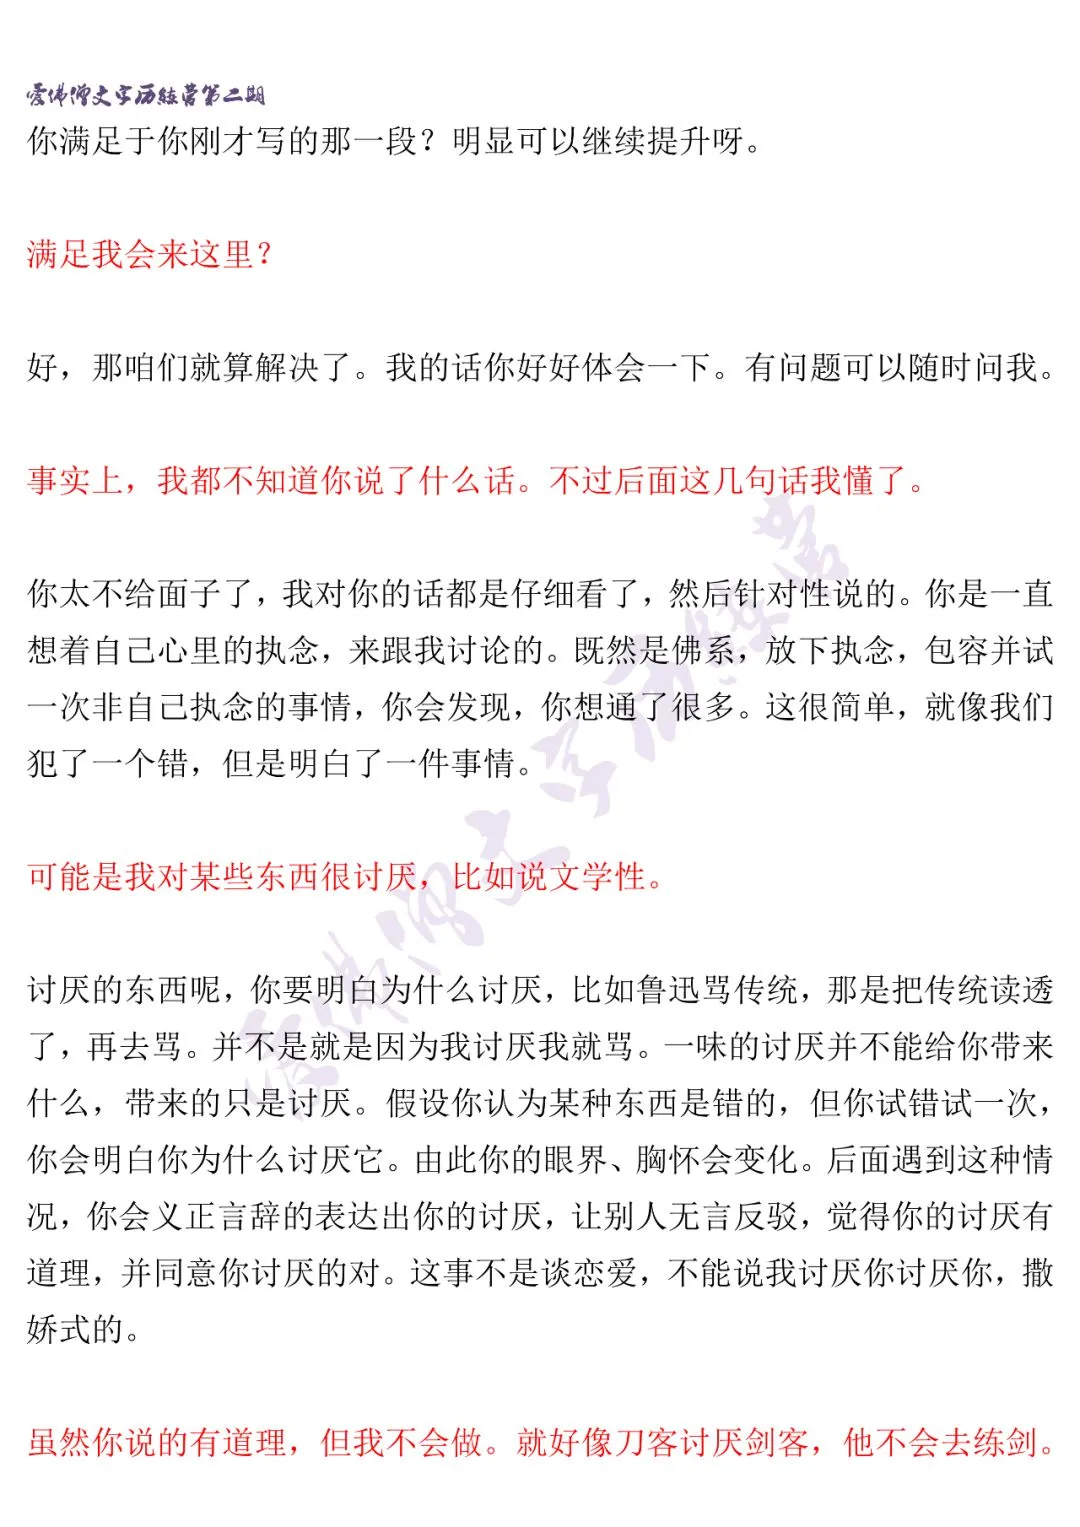 爱佛僧文字历练营第二期
你满足于你刚才写的那一段？明显可以继续提升呀。
满足我会来这里？
好，那咱们就算解决了。我的话你好好体会一下。有问题可以随时问我。
事实上，我都不知道你说了什么话。不过后面这几句话我懂了。
你太不给面子了，我对你的话都是仔细看了，然后针对性说的。你是一直
想着自己心里的执念，来跟我讨论的。既然是佛系，放下执念，包容并试
一次非自己执念的事情，你会发现，你想通了很多。这很简单，就像我们
犯了一个错，但是明白了一件事情。
可能是我对某些东西很讨厌，比如说文学性。
讨厌的东西呢，你要明白为什么讨厌，比如鲁迅骂传统，那是把传统读透
了，再去骂。并不是就是因为我讨厌我就骂。一味的讨厌并不能给你带来
什么，带来的只是讨厌。假设你认为某种东西是错的，但你试错试一次，
你会明白你为什么讨厌它。由此你的眼界、胸怀会变化。后面遇到这种情
况，你会义正言辞的表达出你的讨厌，让别人无言反驳，觉得你的讨厌有
道理，并同意你讨厌的对。这事不是谈恋爱，不能说我讨厌你讨厌你，撒
娇式的。
虽然你说的有道理，但我不会做。就好像刀客讨厌剑客，他不会去练剑。
爱佛僧文字历练营